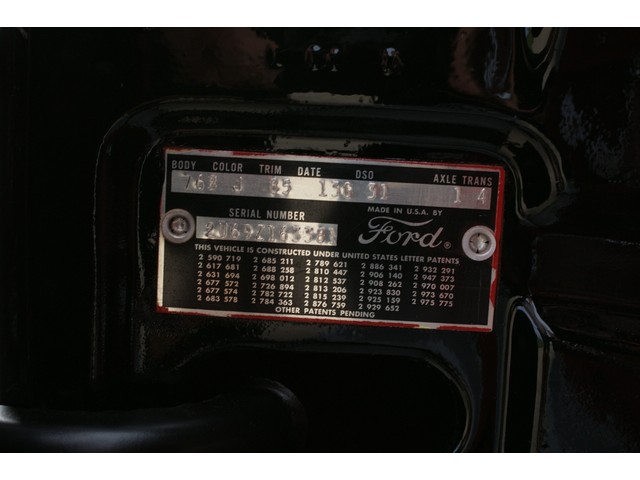 BODY COLOR TRIM DATE DSO AXLE TRANS
76B J 85 13G 51 1 4
SERIAL NUMBER
MADE IN U.S.A. BY
Ford ®
THIS VEHICLE IS CONSTRUCTED UNDER UNITED STATES LETTER PATENTS
2 590 719 2 685 211 2 789 621 2 886 341 2 932 291
2 617 681 2 688 258 2 810 447 2 906 140 2 947 373
2 631 694 2 698 012 2 812 537 2 908 262 2 970 007
2 677 572 2 726 894 2 813 206 2 923 830 2 973 670
2 677 574 2 782 722 2 815 239 2 925 159 2 975 775
2 683 578 2 784 363 2 876 759 2 929 652
OTHER PATENTS PENDING